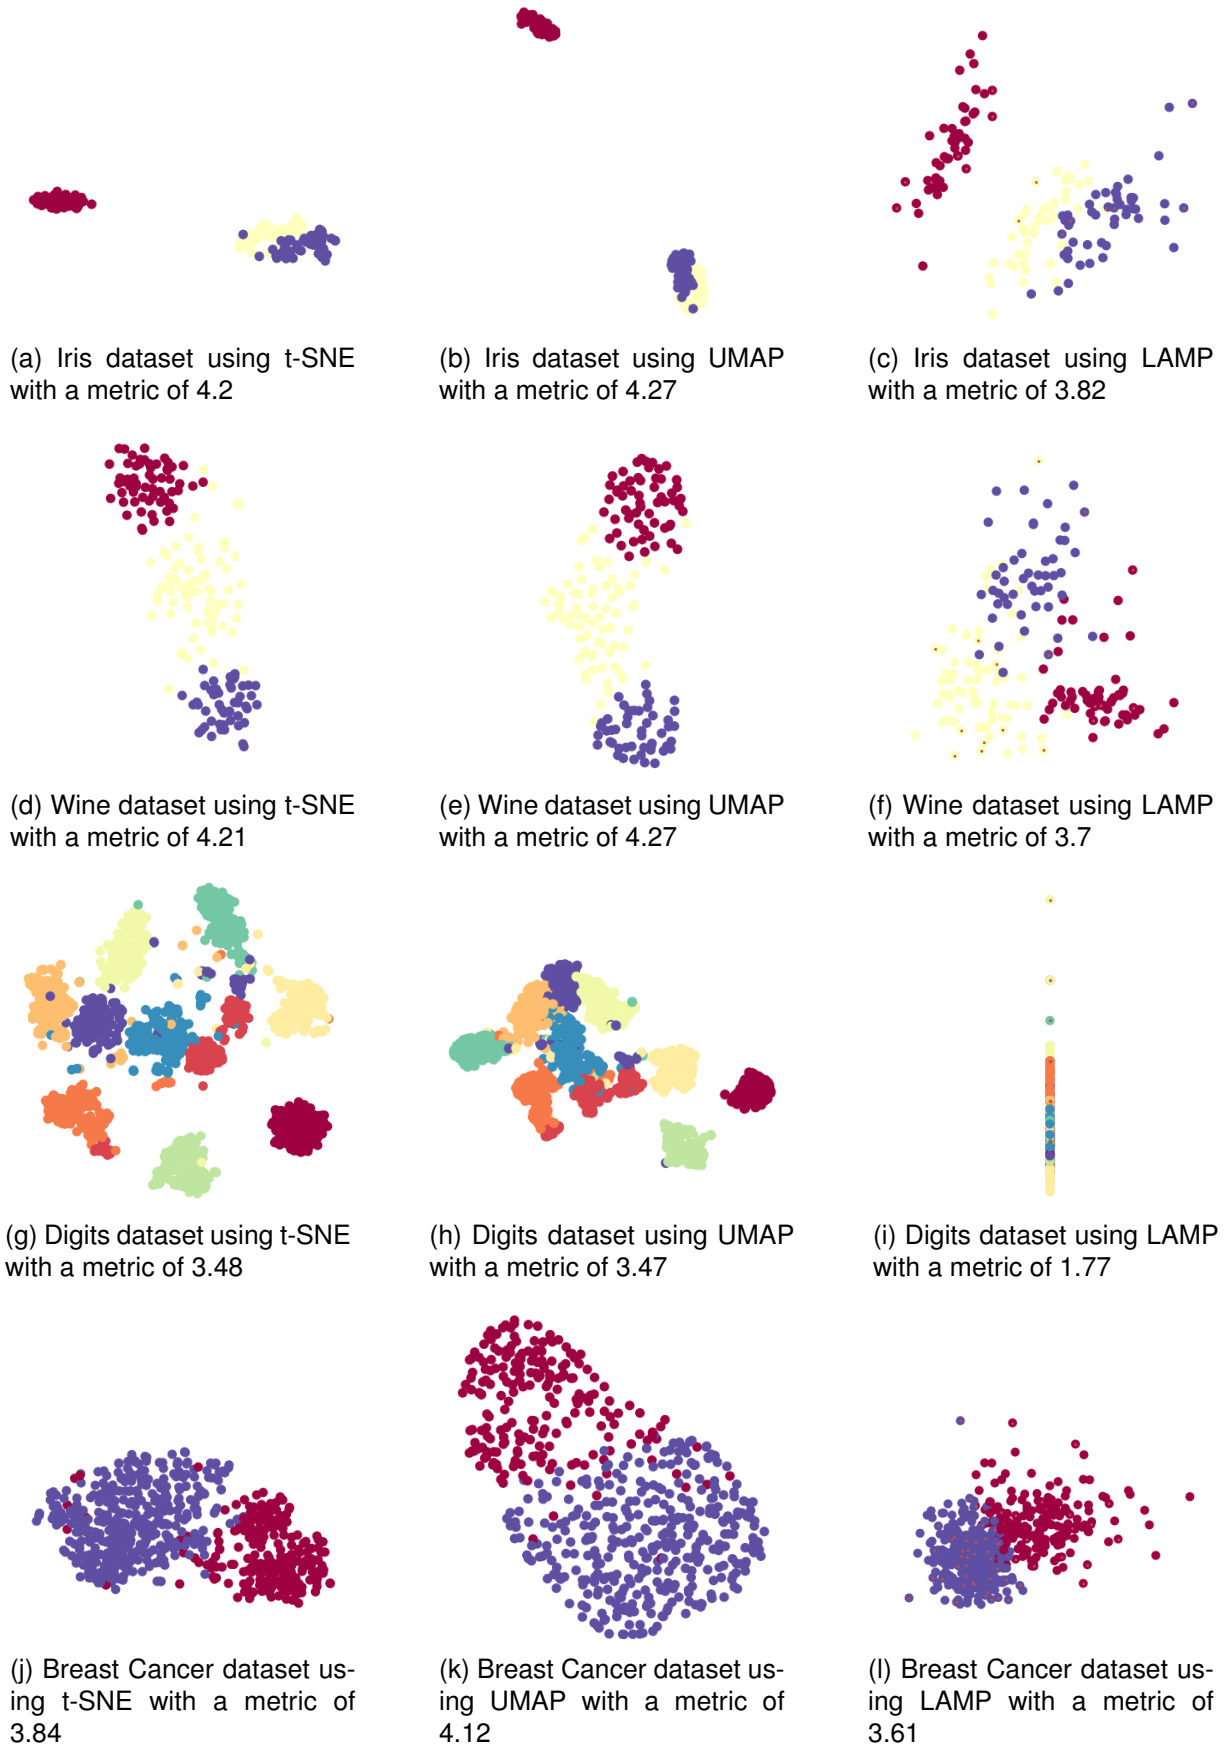 (a) Iris dataset using t-SNE
with a metric of 4.2
(b) Iris dataset using UMAP
with a metric of 4.27
(c) Iris dataset using LAMP
with a metric of 3.82
(d) Wine dataset using t-SNE
with a metric of 4.21
(e) Wine dataset using UMAP
with a metric of 4.27
(f) Wine dataset using LAMP
with a metric of 3.7
(g) Digits dataset using t-SNE
with a metric of 3.48
(h) Digits dataset using UMAP
with a metric of 3.47
(i) Digits dataset using LAMP
with a metric of 1.77
(j) Breast Cancer dataset us-
ing t-SNE with a metric of
3.84
(k) Breast Cancer dataset us-
ing UMAP with a metric of
4.12
(l) Breast Cancer dataset us-
ing LAMP with a metric of
3.61